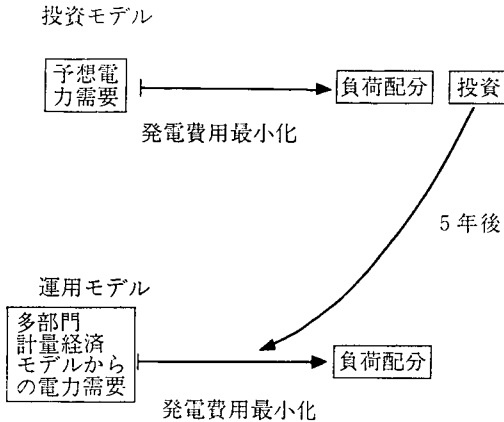 投資モデル
予想電
力需要
負荷配分
投資
発電費用最小化
5年後
運用モデル
多部門
計量経済
モデルから
の電力需要
負荷配分
発電費用最小化